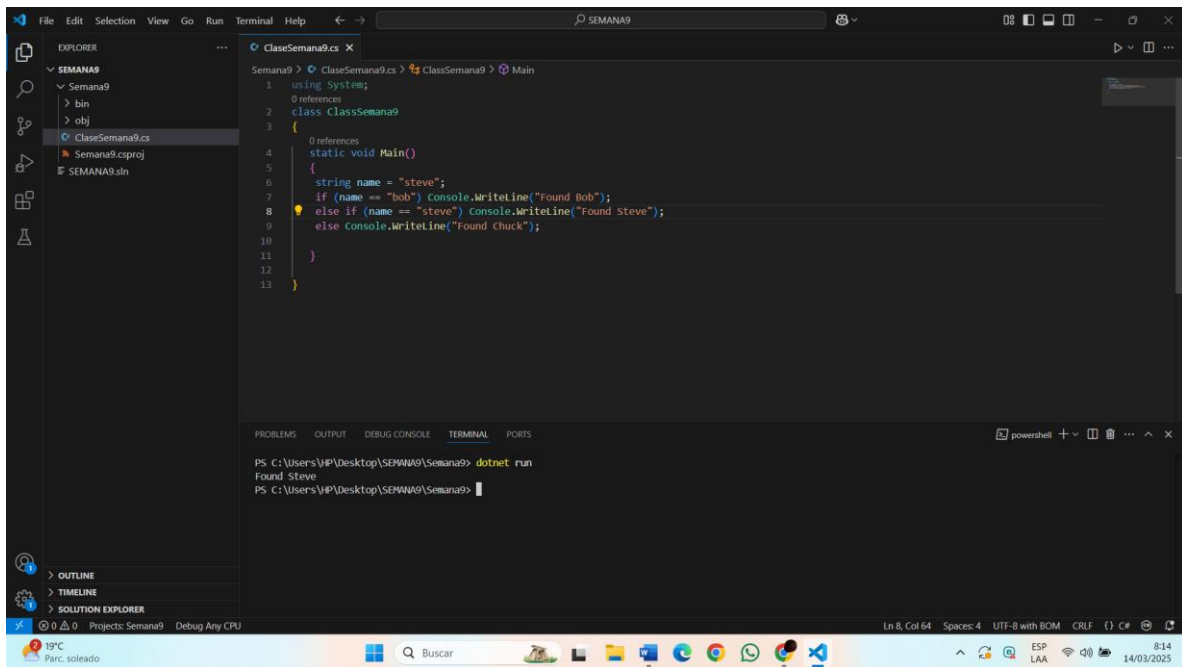 File Edit Selection View Go Run Terminal Help
SEMANA9
EXPLORER
SEMANA9
Semana9
bin
obj
ClaseSemana9.cs
Semana9.csproj
SEMANA9.sln
OUTLINE
TIMELINE
SOLUTION EXPLORER
ClaseSemana9.cs
Semana9 > ClaseSemana9.cs > ClassSemana9 > Main
1 using System;
0 references
2 class ClassSemana9
3 {
0 references
4 static void Main()
5 {
6 string name = "steve";
7 if (name == "bob") Console.WriteLine("Found Bob");
8 else if (name == "steve") Console.WriteLine("Found Steve");
9 else Console.WriteLine("Found Chuck");
10
11 }
12
13 }
PROBLEMS OUTPUT DEBUG CONSOLE TERMINAL PORTS
powershell
PS C:\Users\HP\Desktop\SEMANA9\Semana9> dotnet run
Found Steve
PS C:\Users\HP\Desktop\SEMANA9\Semana9>
0 0 Projects: Semana9 Debug Any CPU
Ln 8, Col 64 Spaces: 4 UTF-8 with BOM CRLF {} C#
2
19°C
Parc. soleado
Buscar
ESP
LAA
8:14
14/03/2025